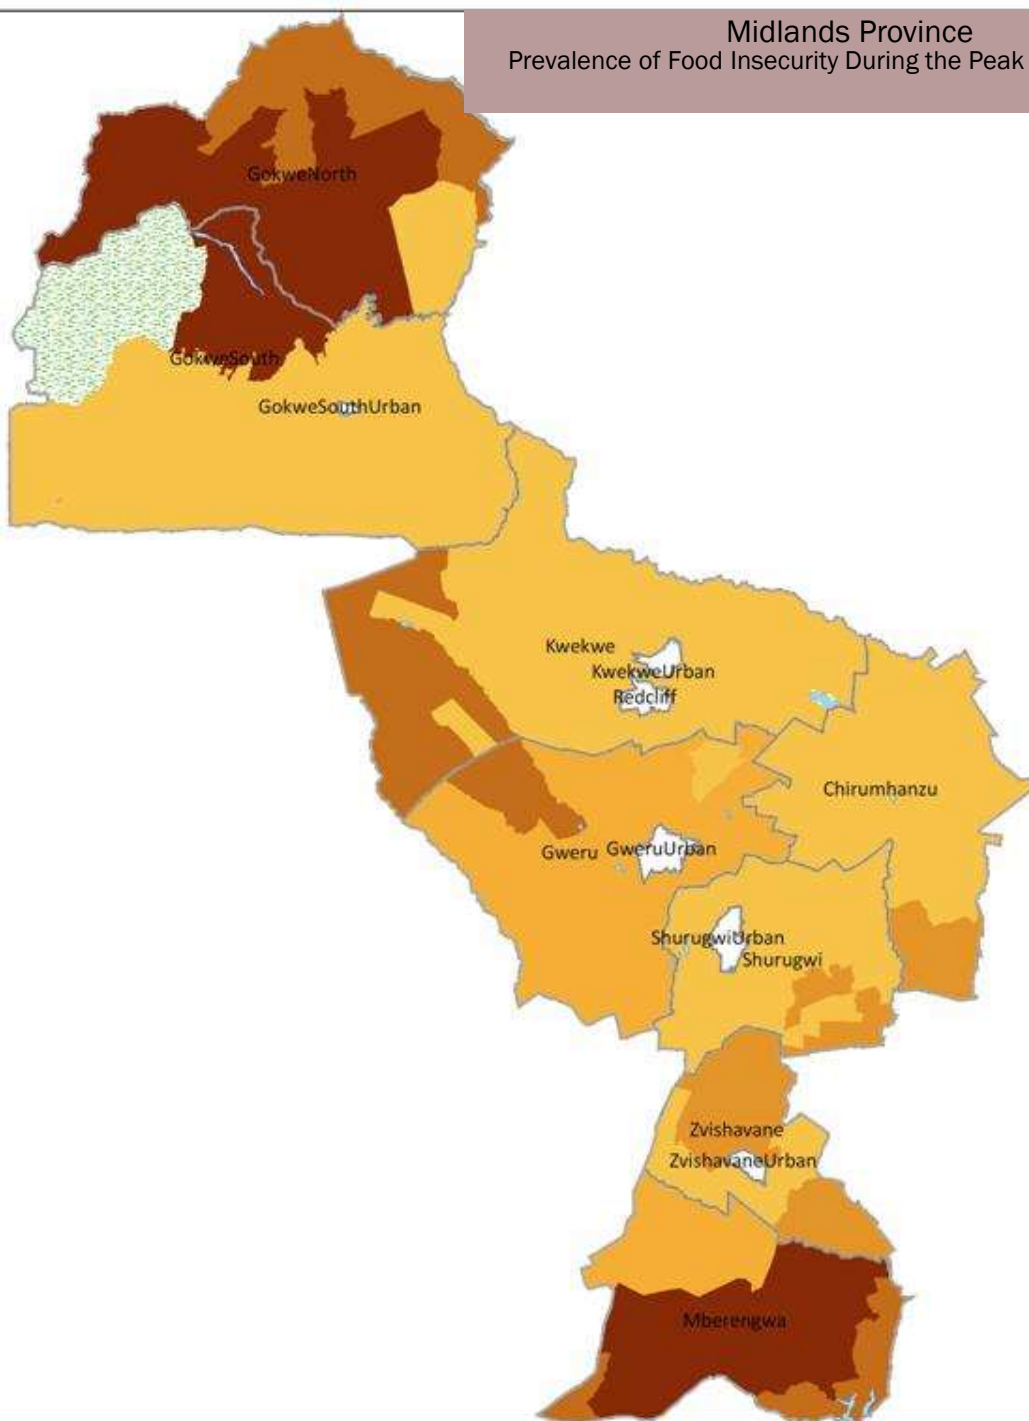 Midlands Province
Prevalence of Food Insecurity During the Peak
GokweNorth
GokweSouth
GokweSouthUrban
Kwekwe
KwekweUrban
Redcliff
Chirumhanzu
Gweru GweruUrban
ShurugwiUrban
Shurugwi
Zvishavane
ZvishavaneUrban
Mberengwa